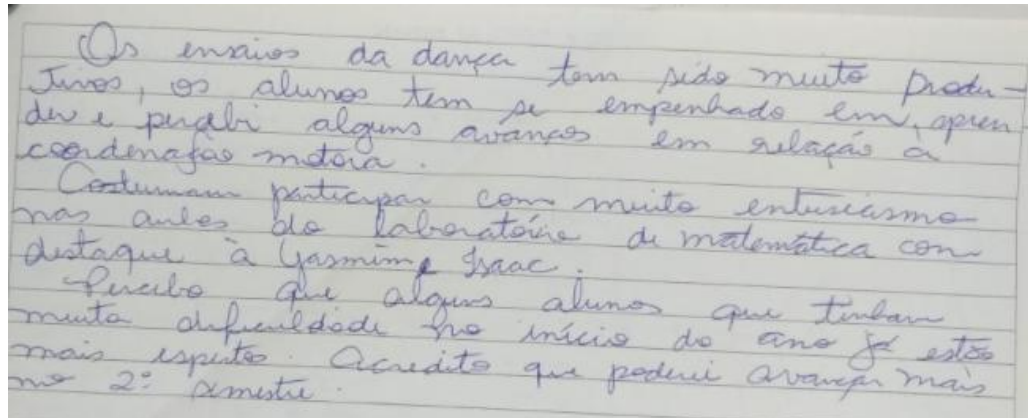 Os ensaios da dança tem sido muito produ-
tivos, os alunos tem se empenhado em, apren
der e percebi alguns avanços em relação a
coordenação motora.
Costumam participar com muito entusiasmo
nas aulas do laboratório de matemática com
destaque à Yasmim e Isaac.
Percebo que alguns alunos que tinham
muita dificuldade no início do ano já estão
mais espertos. Acredito que poderei avançar mais
no 2º semestre.